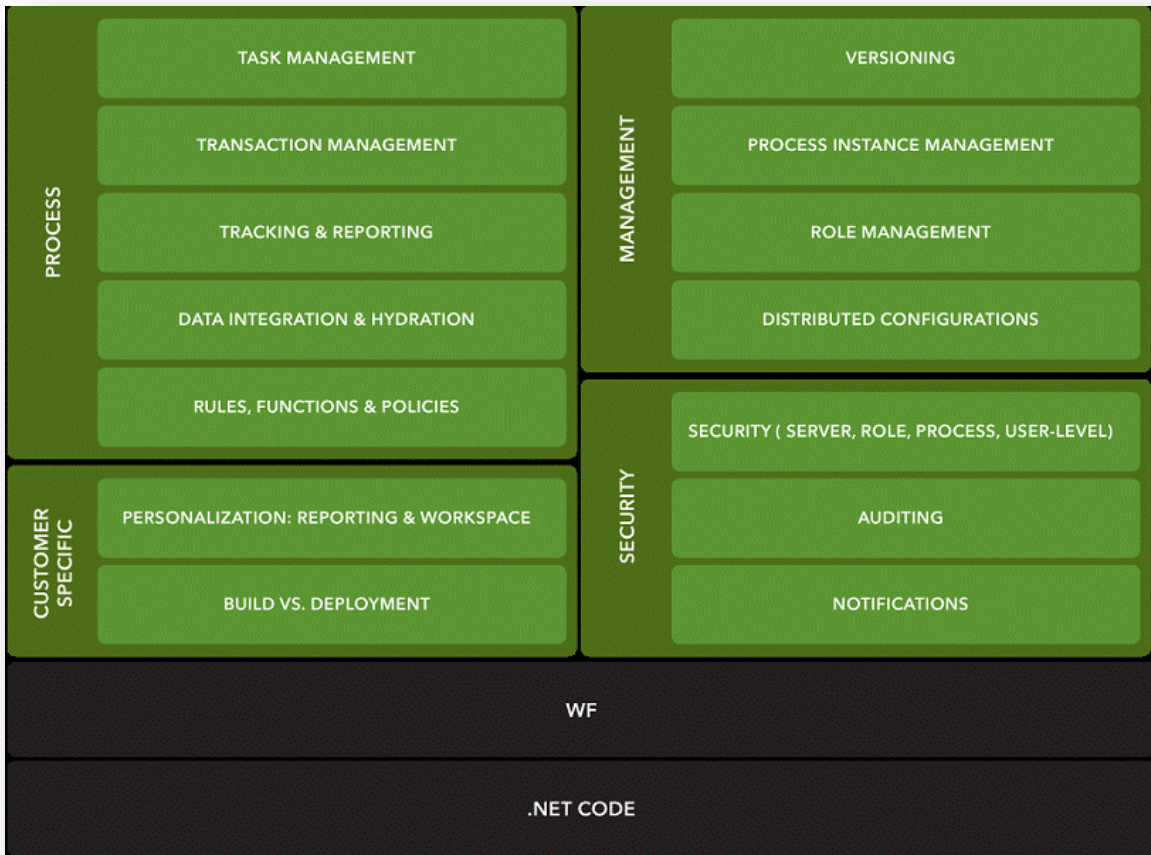 PROCESS
TASK MANAGEMENT
TRANSACTION MANAGEMENT
TRACKING & REPORTING
DATA INTEGRATION & HYDRATION
RULES, FUNCTIONS & POLICIES
CUSTOMER
SPECIFIC
PERSONALIZATION: REPORTING & WORKSPACE
BUILD VS. DEPLOYMENT
MANAGEMENT
VERSIONING
PROCESS INSTANCE MANAGEMENT
ROLE MANAGEMENT
DISTRIBUTED CONFIGURATIONS
SECURITY
SECURITY ( SERVER, ROLE, PROCESS, USER-LEVEL)
AUDITING
NOTIFICATIONS
WF
.NET CODE